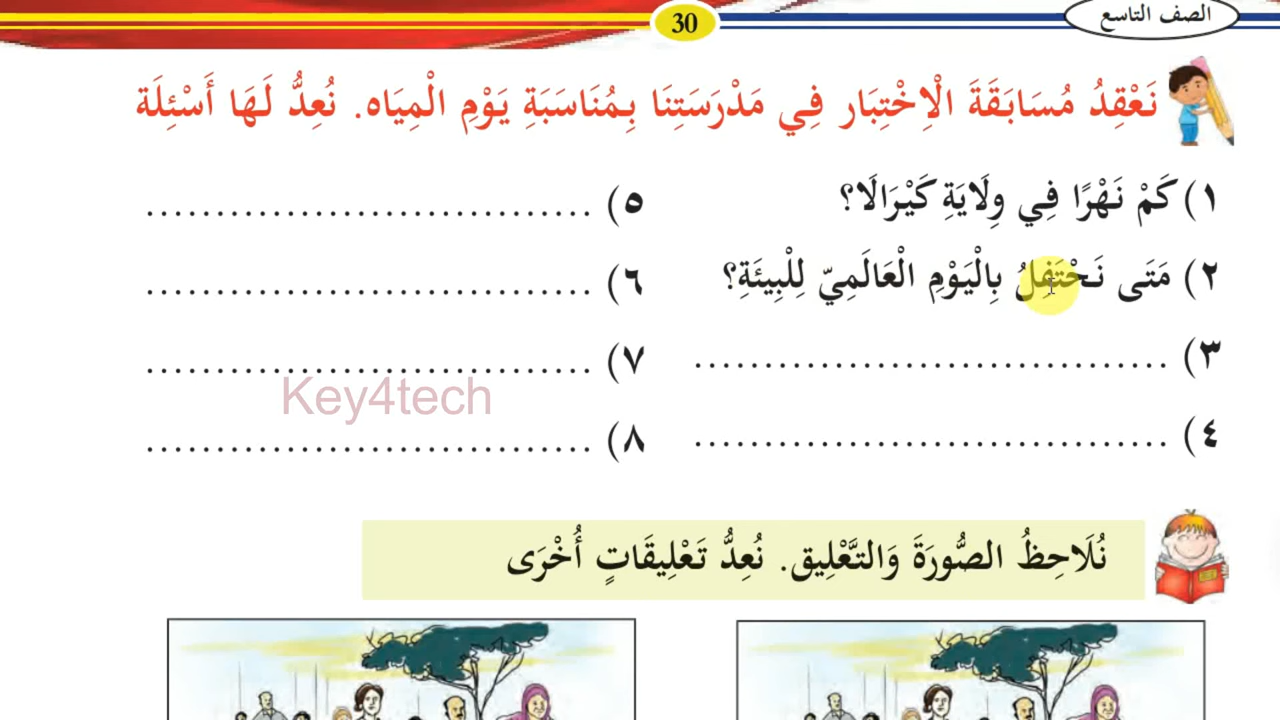 الصف التاسع
30
نَعْقِدُ مُسَابَقَةَ الْاِخْتِبَار فِي مَدْرَسَتِنَا بِمُنَاسَبَةِ يَوْمِ الْمِيَاه. نُعِدُّ لَهَا أَسْئِلَة
١) كَمْ نَهْرًا فِي وِلَايَةِ كَيْرَالَا؟
٢) مَتَى نَحْتَفِلُ بِالْيَوْمِ الْعَالَمِيّ لِلْبِيئَةِ؟
٣) ..................................
٤) ..................................
٥) ................................
٦) ................................
٧) ................................
٨) ................................
Key4tech
نُلَاحِظُ الصُّورَةَ وَالتَّعْلِيق. نُعِدُّ تَعْلِيقَاتٍ أُخْرَى